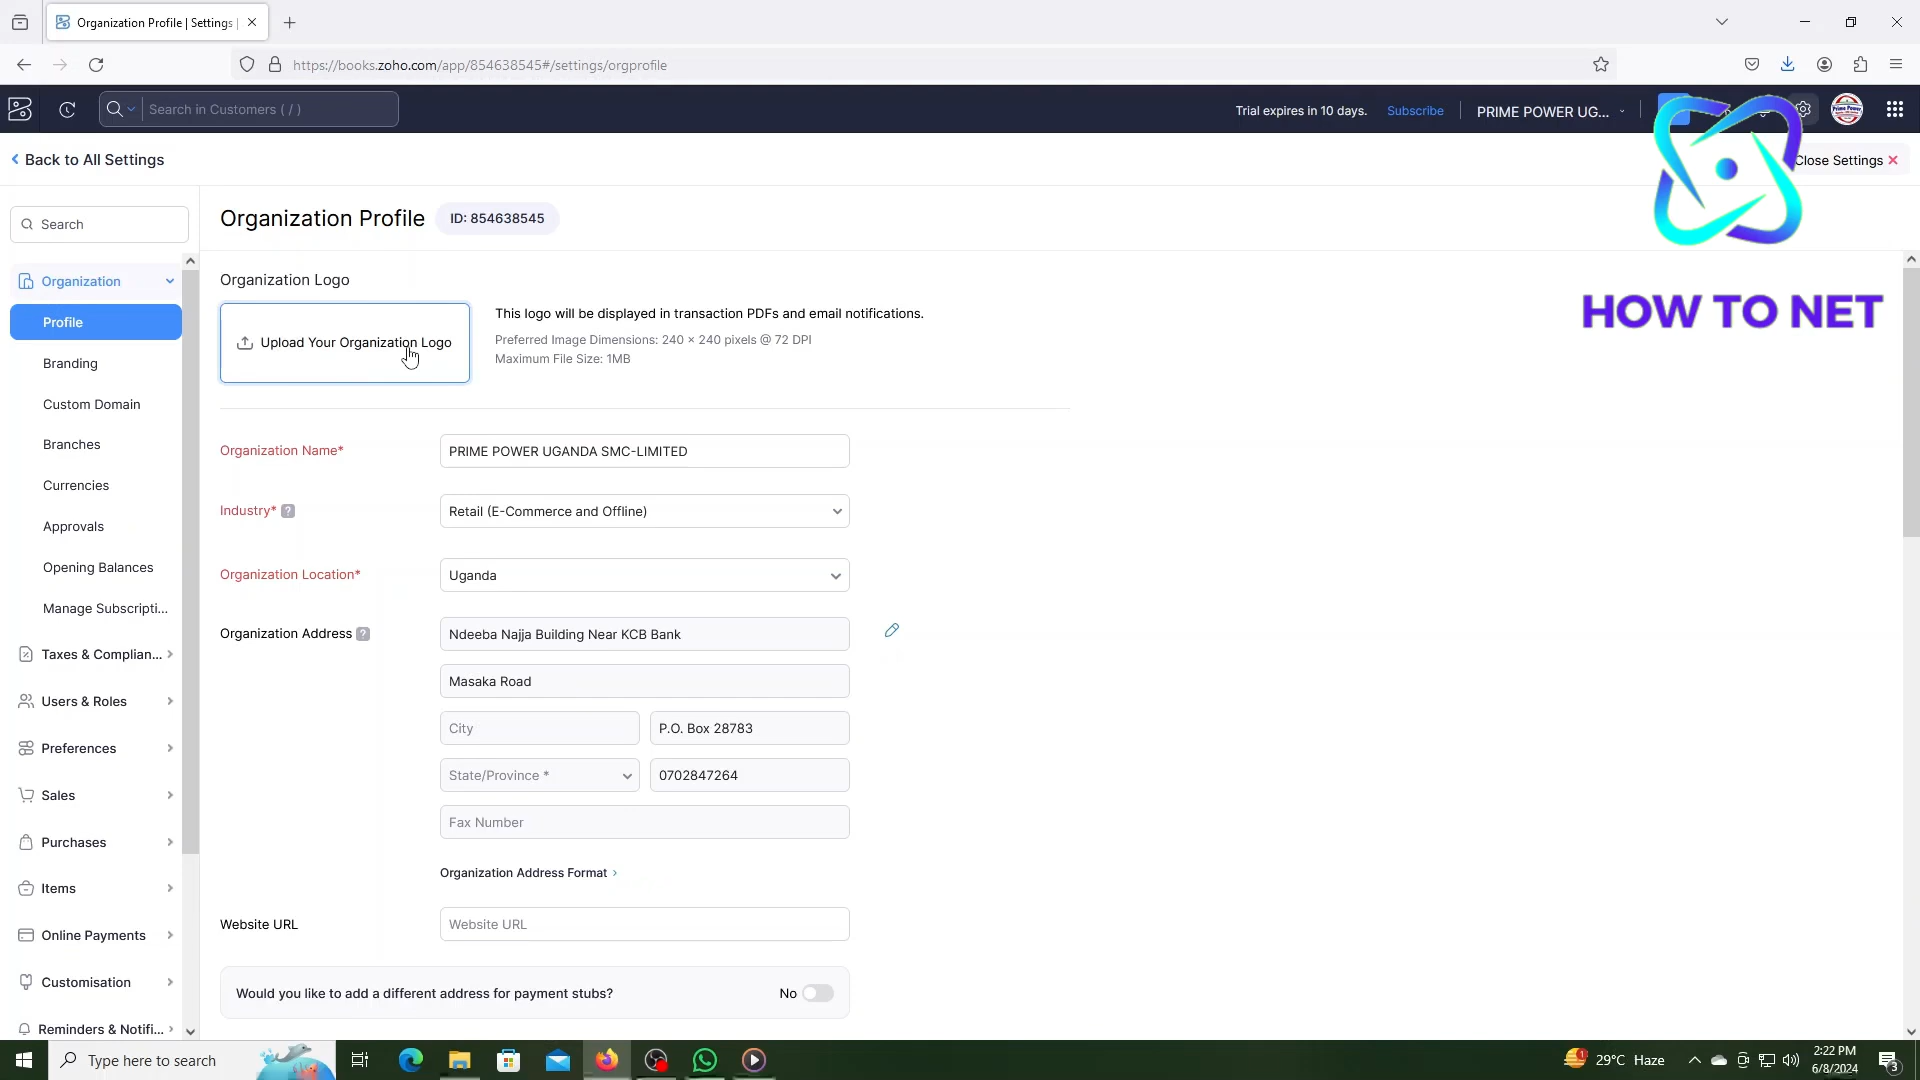 Organization Profile | Settings |
https://books.zoho.com/app/854638545#/settings/orgprofile
Search in Customers ( / )
Trial expires in 10 days.
Subscribe
PRIME POWER UG...
Back to All Settings
Close Settings
Search
Organization Profile
ID: 854638545
HOW TO NET
Organization
Profile
Branding
Custom Domain
Branches
Currencies
Approvals
Opening Balances
Manage Subscripti...
Taxes & Complian...
Users & Roles
Preferences
Sales
Purchases
Items
Online Payments
Customisation
Reminders & Notifi...
Organization Logo
Upload Your Organization Logo
This logo will be displayed in transaction PDFs and email notifications.
Preferred Image Dimensions: 240 × 240 pixels @ 72 DPI
Maximum File Size: 1MB
Organization Name*
PRIME POWER UGANDA SMC-LIMITED
Industry* ?
Retail (E-Commerce and Offline)
Organization Location*
Uganda
Organization Address ?
Ndeeba Najja Building Near KCB Bank
Masaka Road
City
P.O. Box 28783
State/Province *
0702847264
Fax Number
Organization Address Format
Website URL
Website URL
Would you like to add a different address for payment stubs?
No
Type here to search
1
29°C Haze
2:22 PM
6/8/2024
3